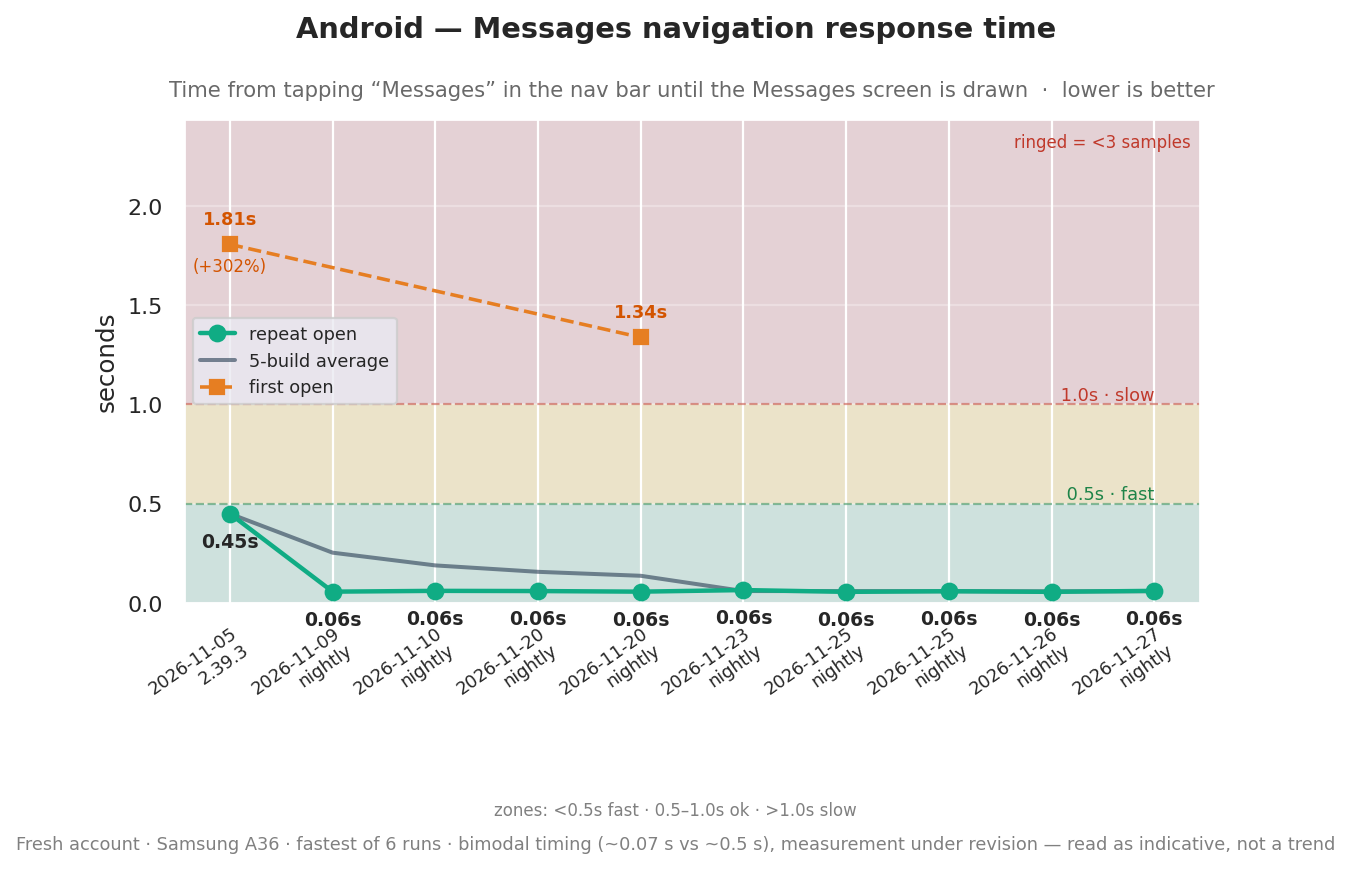 Android — Messages navigation response time
Time from tapping “Messages” in the nav bar until the Messages screen is drawn · lower is better
ringed = <3 samples
seconds
2.0
1.5
1.0
0.5
0.0
1.81s
(+302%)
1.34s
repeat open
5-build average
first open
1.0s · slow
0.5s · fast
0.45s
0.06s
0.06s
0.06s
0.06s
0.06s
0.06s
0.06s
0.06s
0.06s
2026-11-05
2.39.3
2026-11-09
nightly
2026-11-10
nightly
2026-11-20
nightly
2026-11-20
nightly
2026-11-23
nightly
2026-11-25
nightly
2026-11-25
nightly
2026-11-26
nightly
2026-11-27
nightly
zones: <0.5s fast · 0.5–1.0s ok · >1.0s slow
Fresh account · Samsung A36 · fastest of 6 runs · bimodal timing (~0.07 s vs ~0.5 s), measurement under revision — read as indicative, not a trend